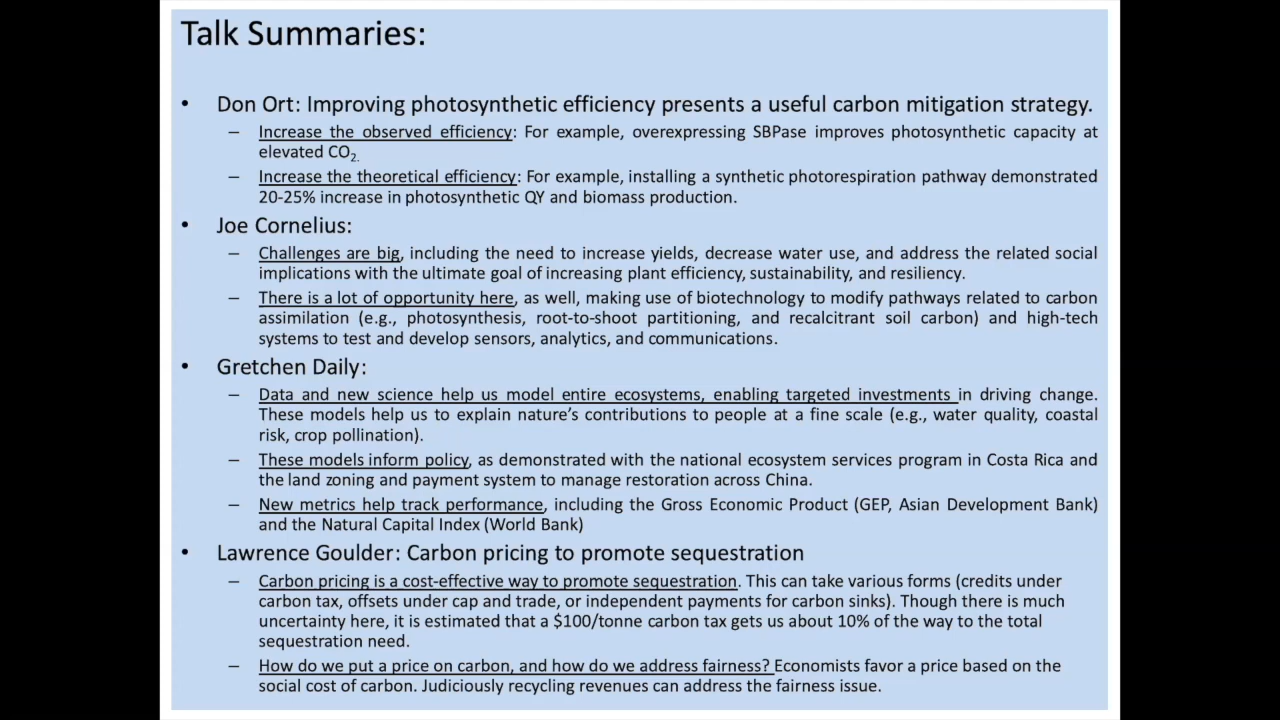 Talk Summaries:
• Don Ort: Improving photosynthetic efficiency presents a useful carbon mitigation strategy.
– Increase the observed efficiency: For example, overexpressing SBPase improves photosynthetic capacity at
elevated CO2.
– Increase the theoretical efficiency: For example, installing a synthetic photorespiration pathway demonstrated
20-25% increase in photosynthetic QY and biomass production.
• Joe Cornelius:
– Challenges are big, including the need to increase yields, decrease water use, and address the related social
implications with the ultimate goal of increasing plant efficiency, sustainability, and resiliency.
– There is a lot of opportunity here, as well, making use of biotechnology to modify pathways related to carbon
assimilation (e.g., photosynthesis, root-to-shoot partitioning, and recalcitrant soil carbon) and high-tech
systems to test and develop sensors, analytics, and communications.
• Gretchen Daily:
– Data and new science help us model entire ecosystems, enabling targeted investments in driving change.
These models help us to explain nature’s contributions to people at a fine scale (e.g., water quality, coastal
risk, crop pollination).
– These models inform policy, as demonstrated with the national ecosystem services program in Costa Rica and
the land zoning and payment system to manage restoration across China.
– New metrics help track performance, including the Gross Economic Product (GEP, Asian Development Bank)
and the Natural Capital Index (World Bank)
• Lawrence Goulder: Carbon pricing to promote sequestration
– Carbon pricing is a cost-effective way to promote sequestration. This can take various forms (credits under
carbon tax, offsets under cap and trade, or independent payments for carbon sinks). Though there is much
uncertainty here, it is estimated that a $100/tonne carbon tax gets us about 10% of the way to the total
sequestration need.
– How do we put a price on carbon, and how do we address fairness? Economists favor a price based on the
social cost of carbon. Judiciously recycling revenues can address the fairness issue.